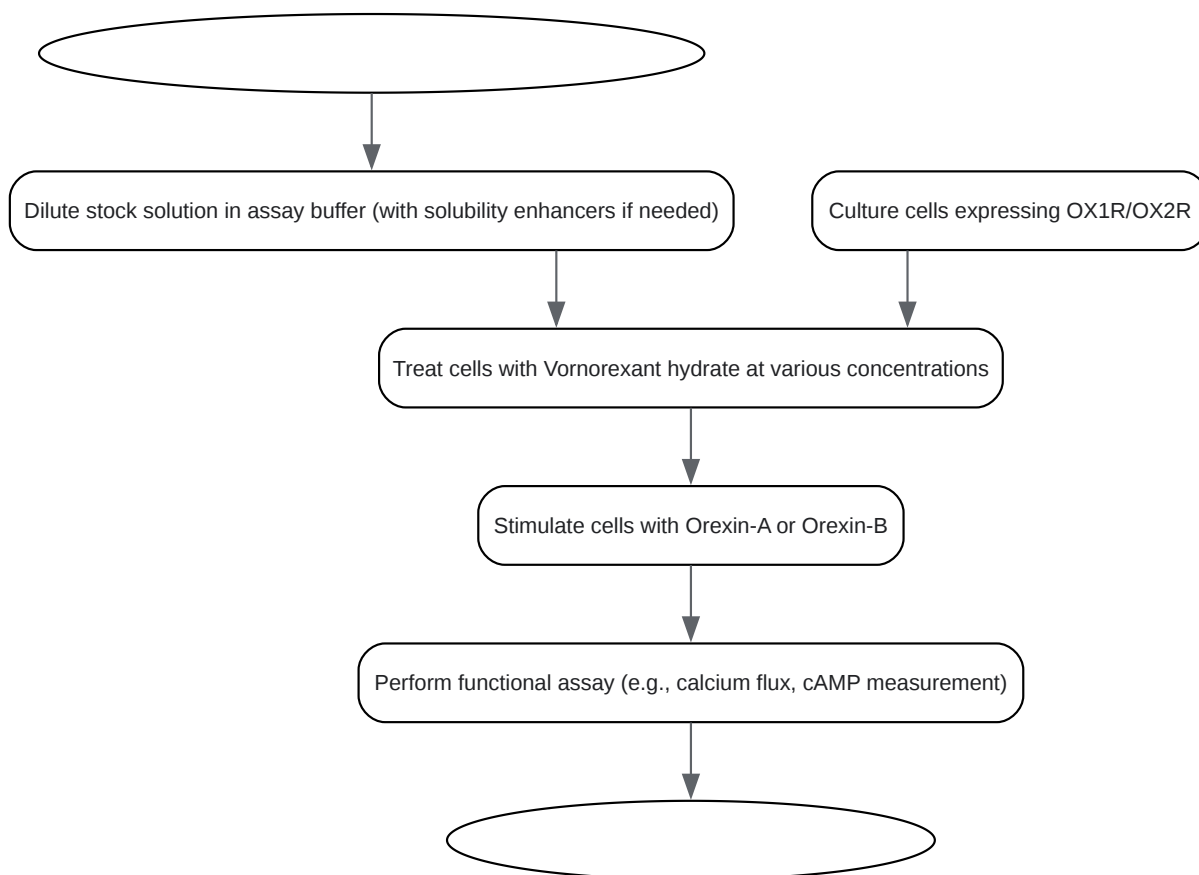 Dilute stock solution in assay buffer (with solubility enhancers if needed)
Culture cells expressing OX1R/OX2R
Treat cells with Vornorexant hydrate at various concentrations
Stimulate cells with Orexin-A or Orexin-B
Perform functional assay (e.g., calcium flux, cAMP measurement)